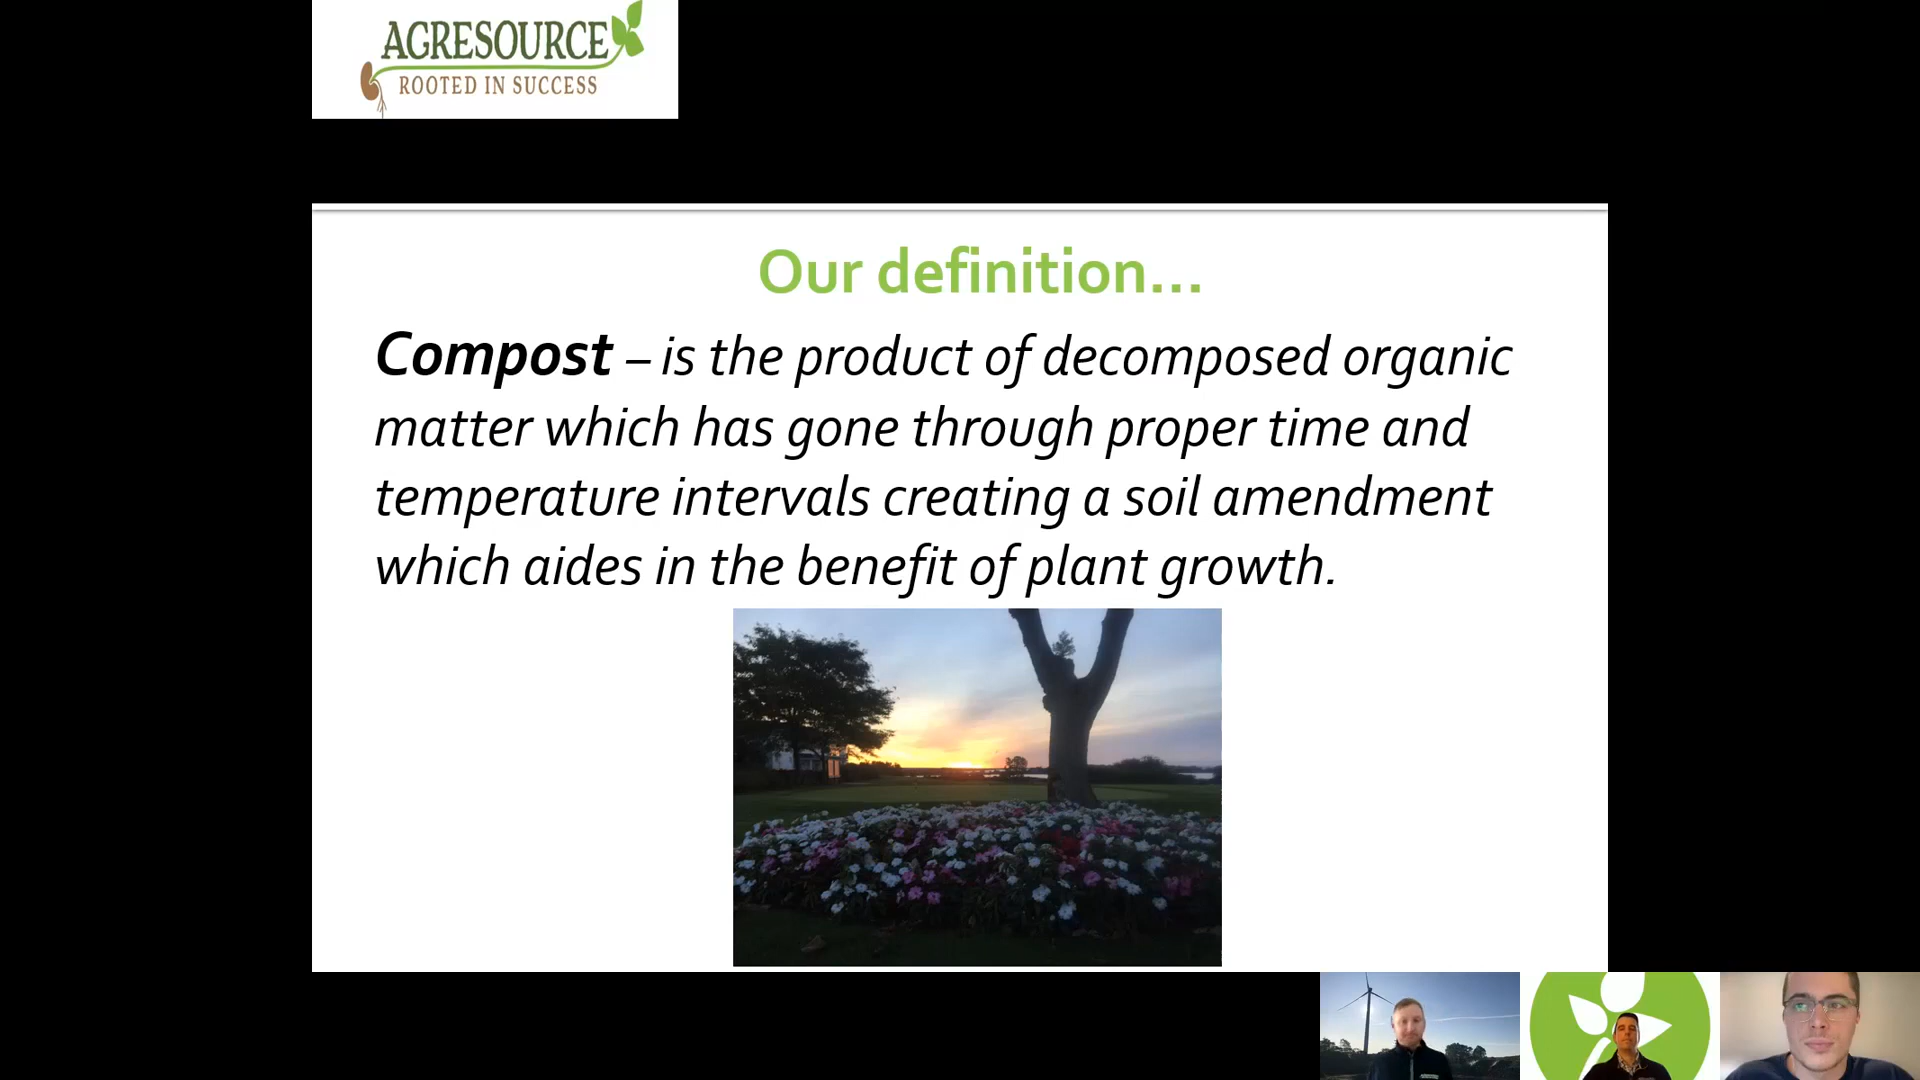 AGRESOURCE
ROOTED IN SUCCESS
Our definition...
Compost – is the product of decomposed organic
matter which has gone through proper time and
temperature intervals creating a soil amendment
which aides in the benefit of plant growth.